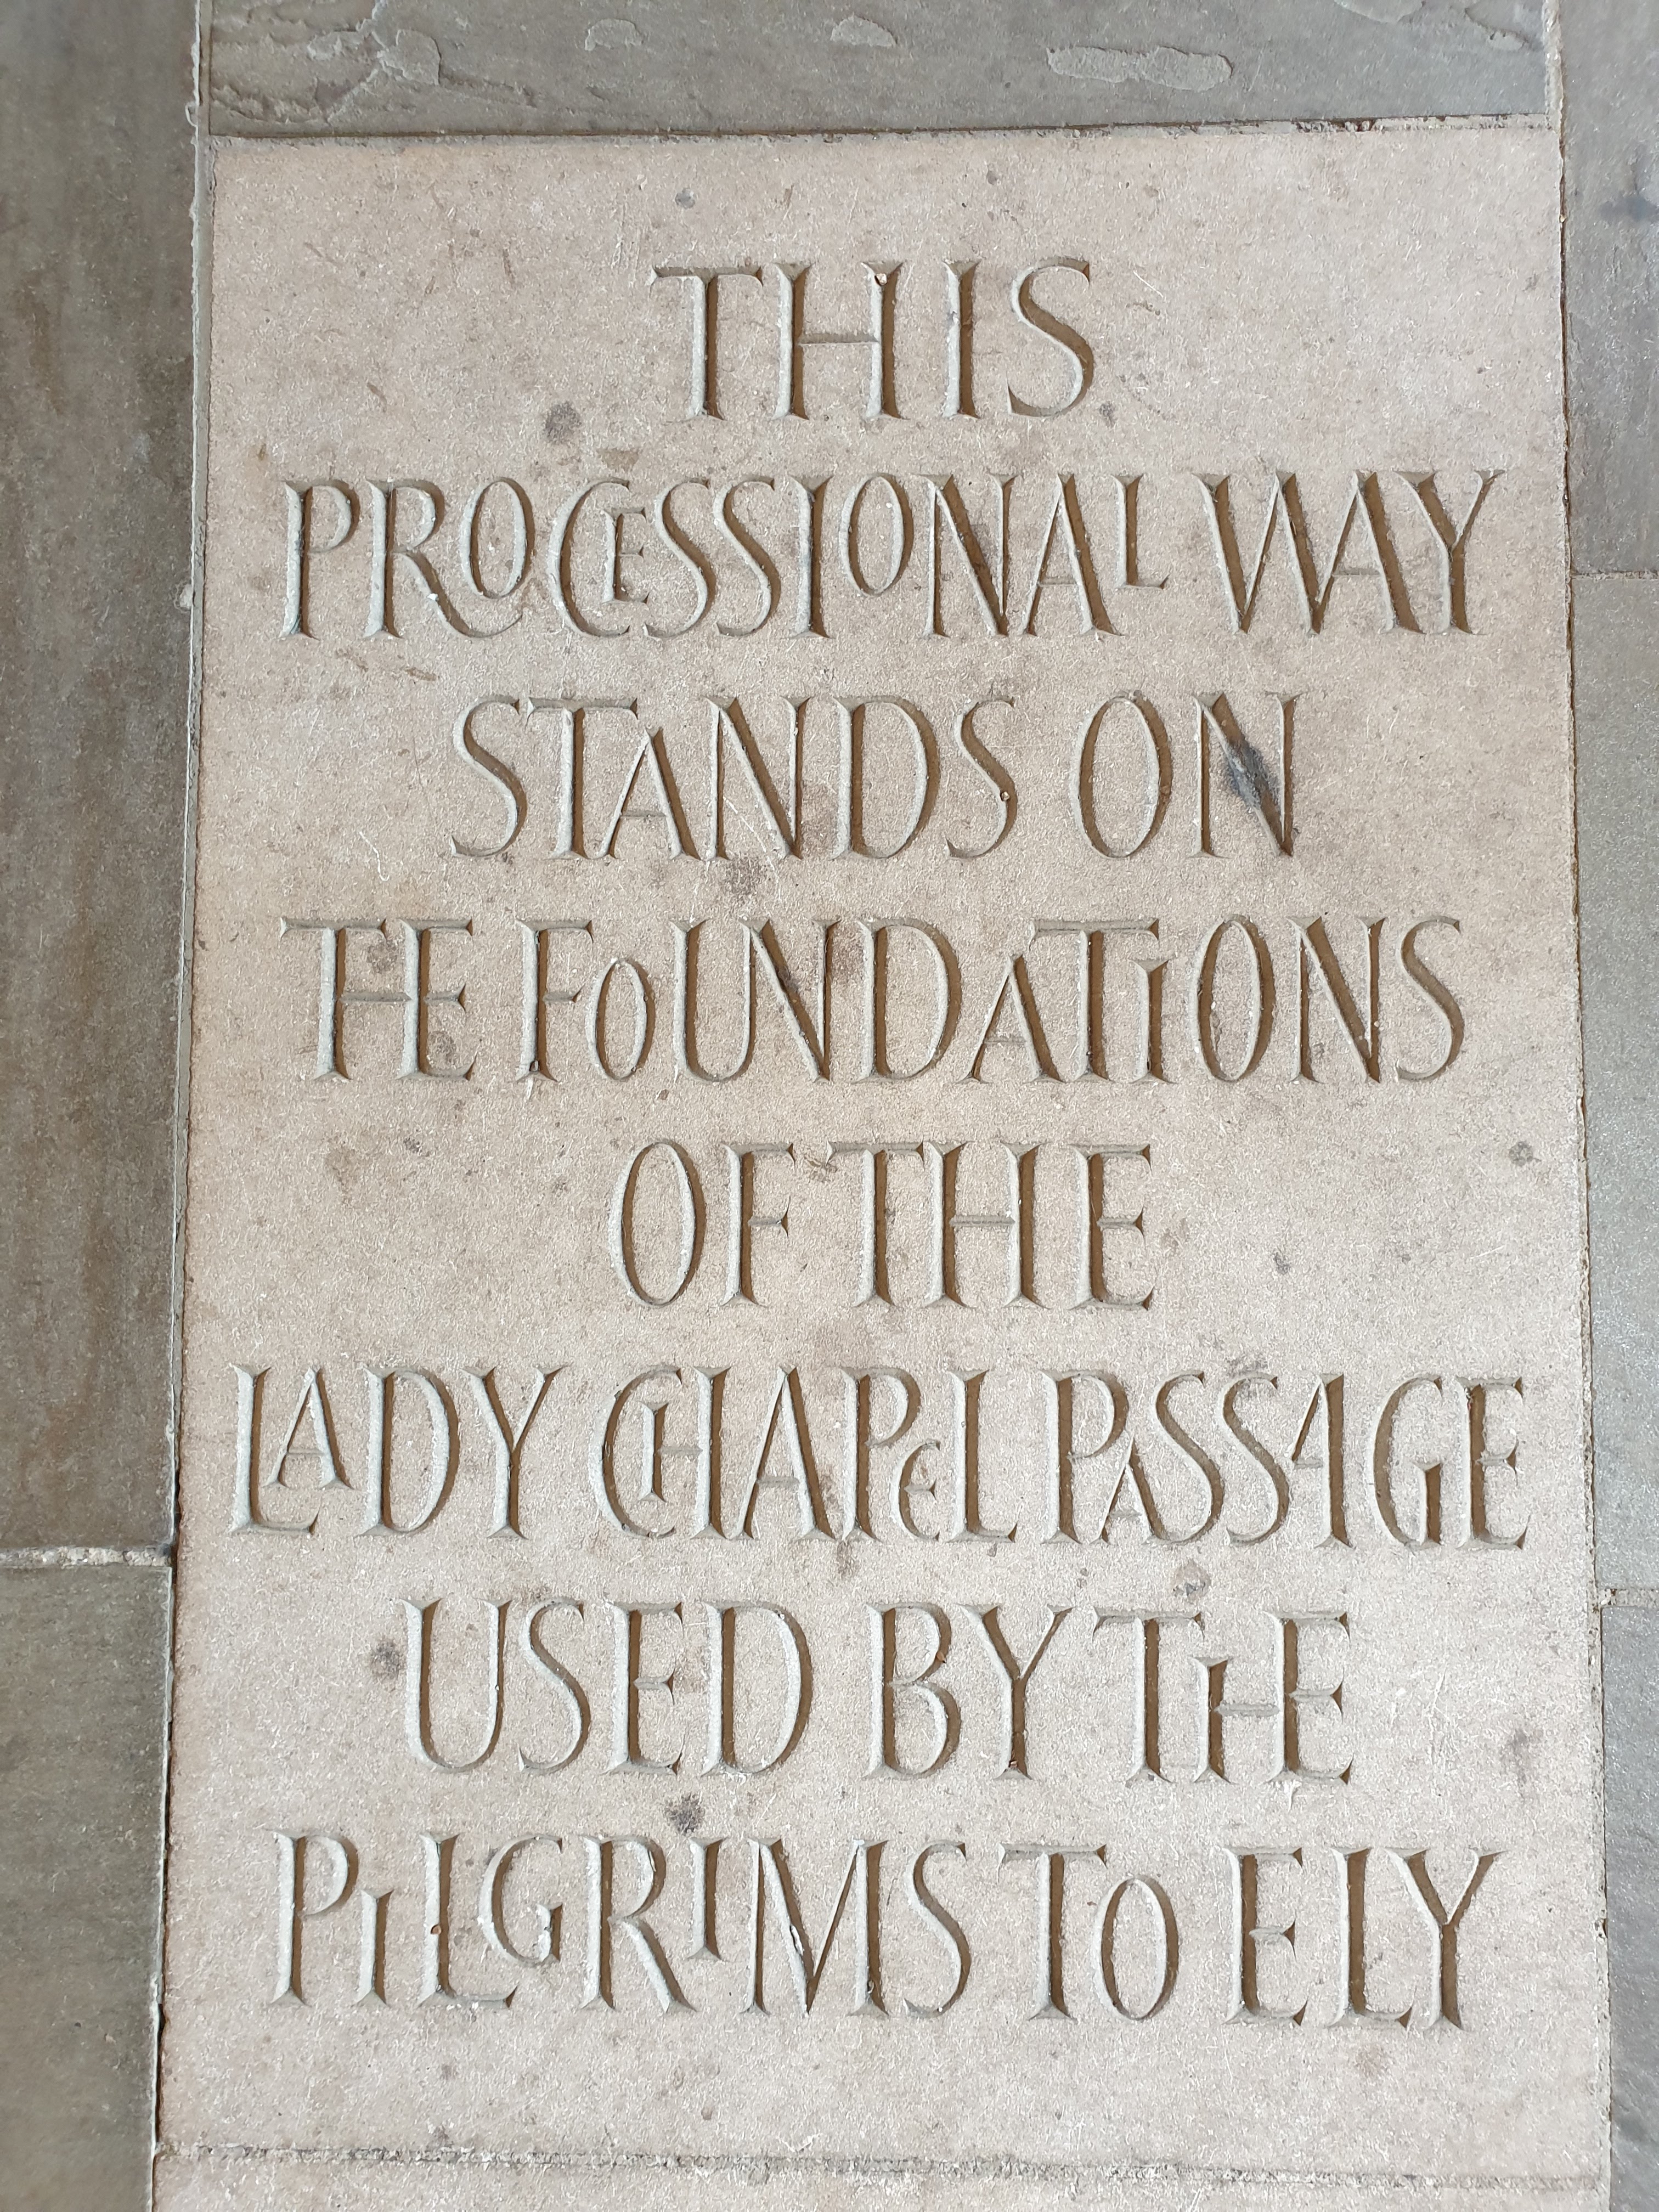 THIS
PROCESSIONAL WAY
STANDS ON
THE FOUNDATIONS
OF THE
LADY CHAPEL PASSAGE
USED BY THE
PILGRIMS TO ELY